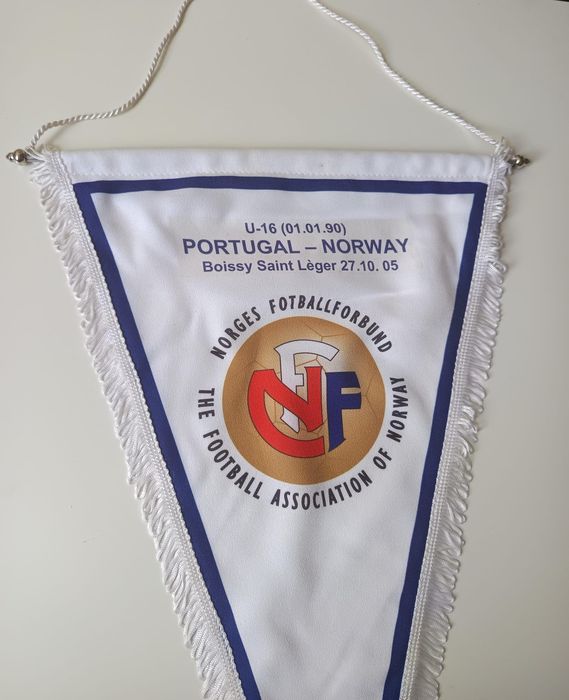 U-16 (01.01.90)
PORTUGAL – NORWAY
Boissy Saint Lèger 27.10. 05
NORGES FOTBALLFORBUND
NFF
THE FOOTBALL ASSOCIATION OF NORWAY